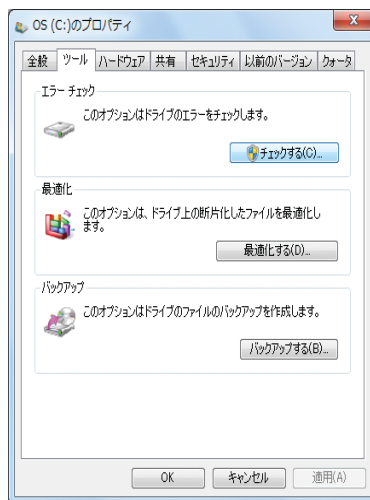 OS (C:)のプロパティ
全般 ツール ハードウェア 共有 セキュリティ 以前のバージョン クォータ
エラー チェック
このオプションはドライブのエラーをチェックします。
チェックする(C)...
最適化
このオプションは、ドライブ上の断片化したファイルを最適化し
ます。
最適化する(D)...
バックアップ
このオプションはドライブのファイルのバックアップを作成します。
バックアップする(B)...
OK キャンセル 適用(A)